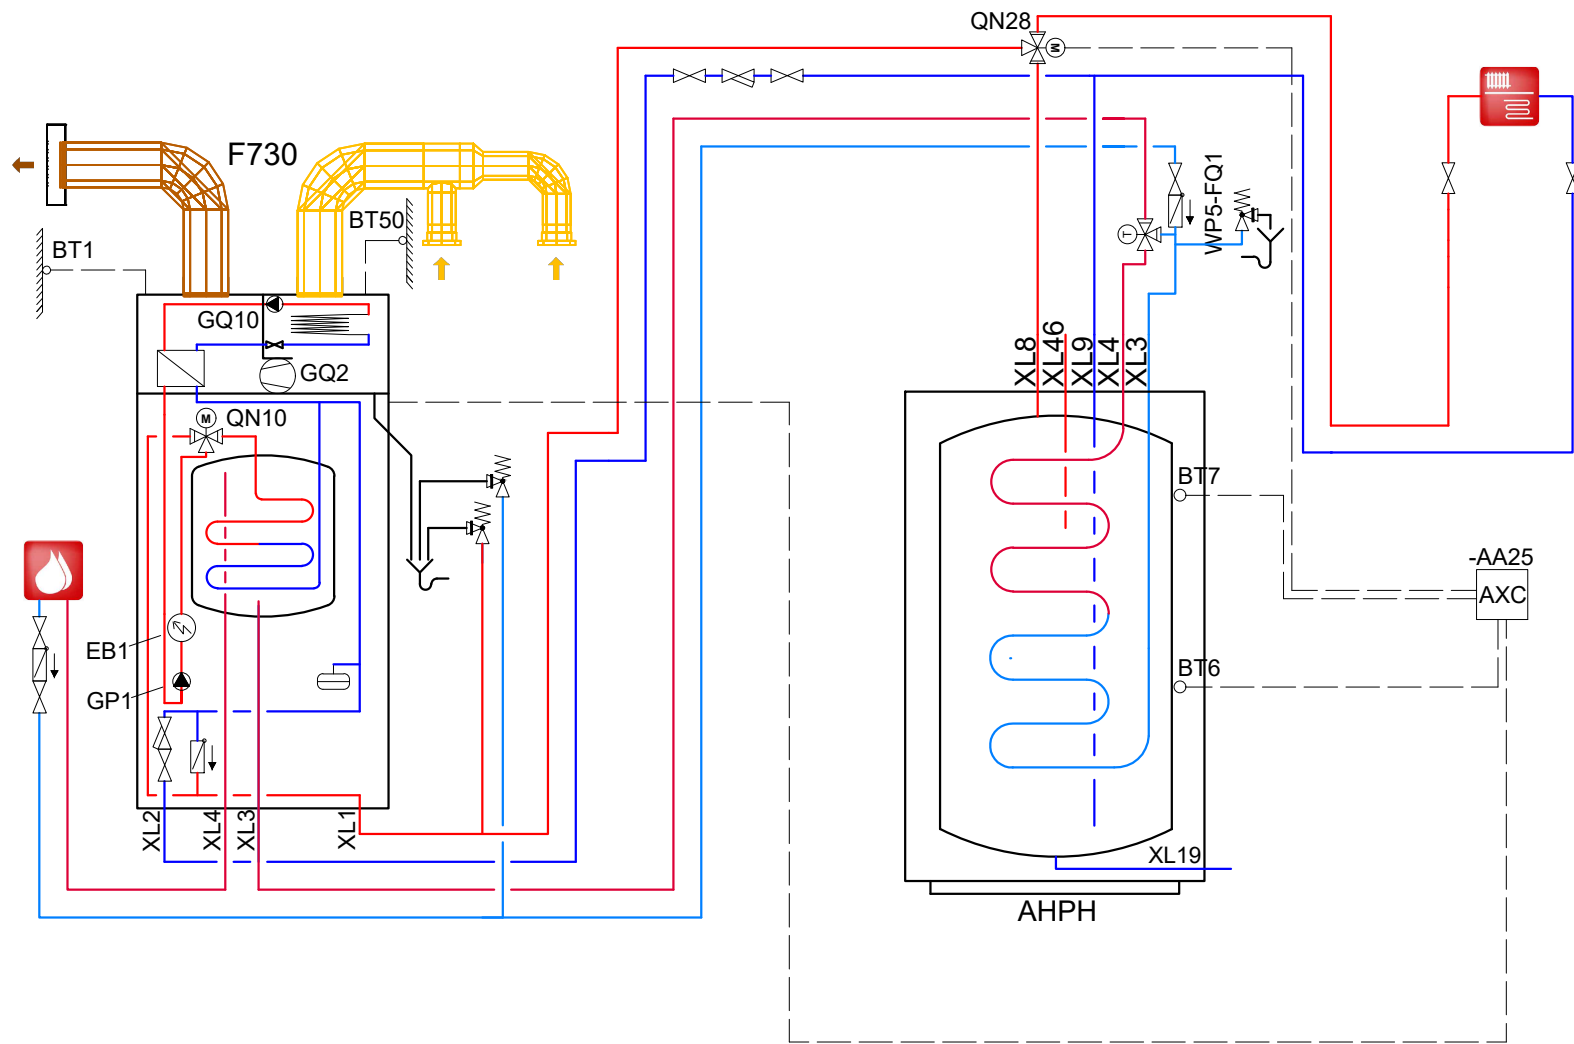 QN28
M
F730
BT50
BT1
WP5-FQ1
T
GQ10
GQ2
XL8
XL46
XL9
XL4
XL3
M
QN10
BT7
-AA25
AXC
EB1
GP1
BT6
XL2
XL4
XL3
XL1
XL19
AHPH